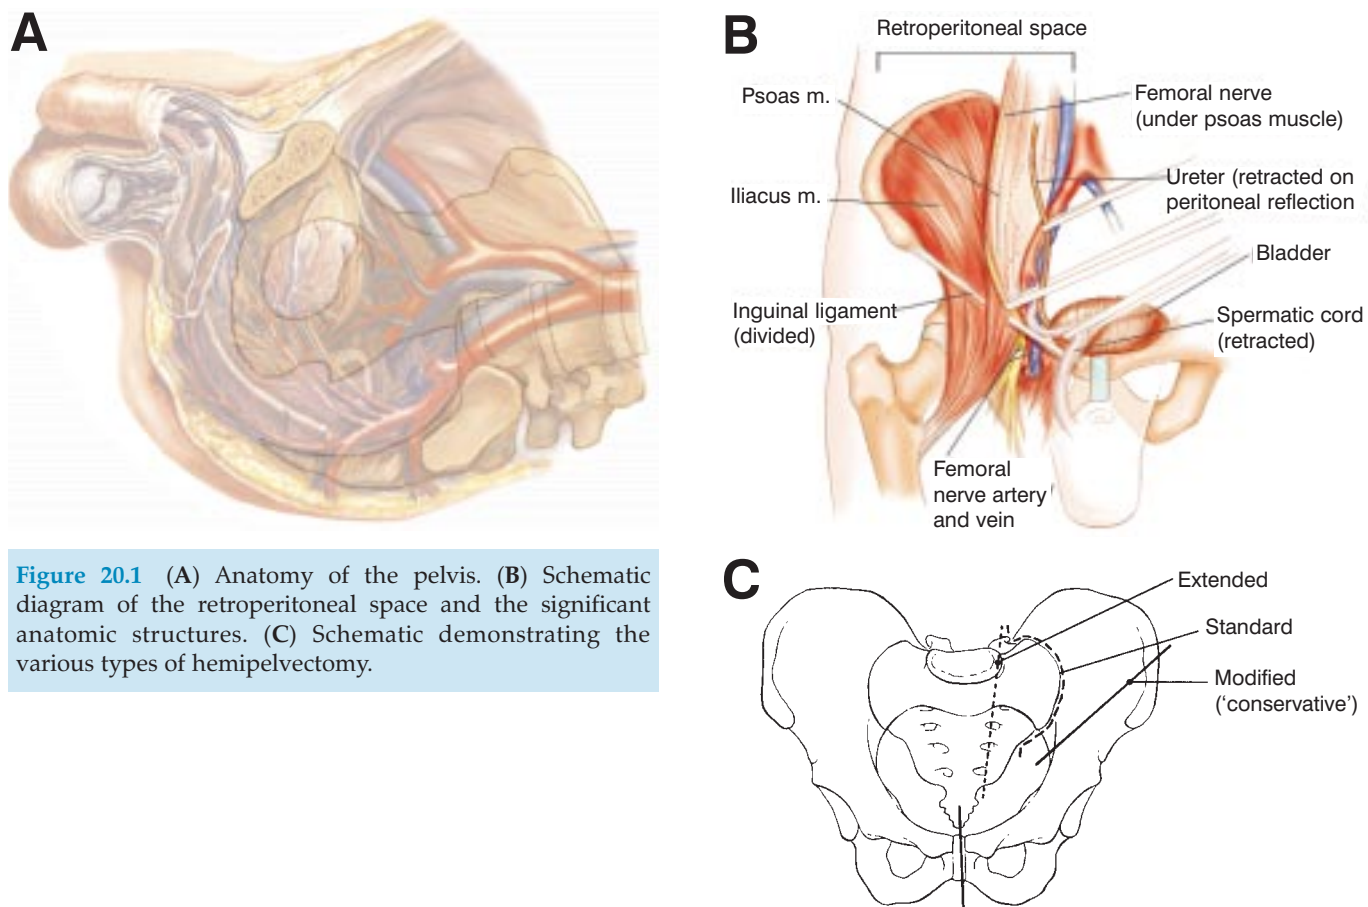 A
Figure 20.1 (A) Anatomy of the pelvis. (B) Schematic
diagram of the retroperitoneal space and the significant
anatomic structures. (C) Schematic demonstrating the
various types of hemipelvectomy.
B
Retroperitoneal space
Psoas m.
Femoral nerve
(under psoas muscle)
Iliacus m.
Ureter (retracted on
peritoneal reflection
Bladder
Inguinal ligament
(divided)
Spermatic cord
(retracted)
Femoral
nerve artery
and vein
C
Extended
Standard
Modified
(‘conservative’)